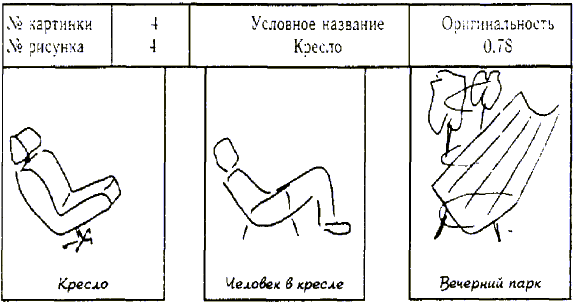 № картинки 4 Условное название Оригинальность
№ рисунка 4 Кресло 0.78
Кресло Человек в кресле Вечерний парк